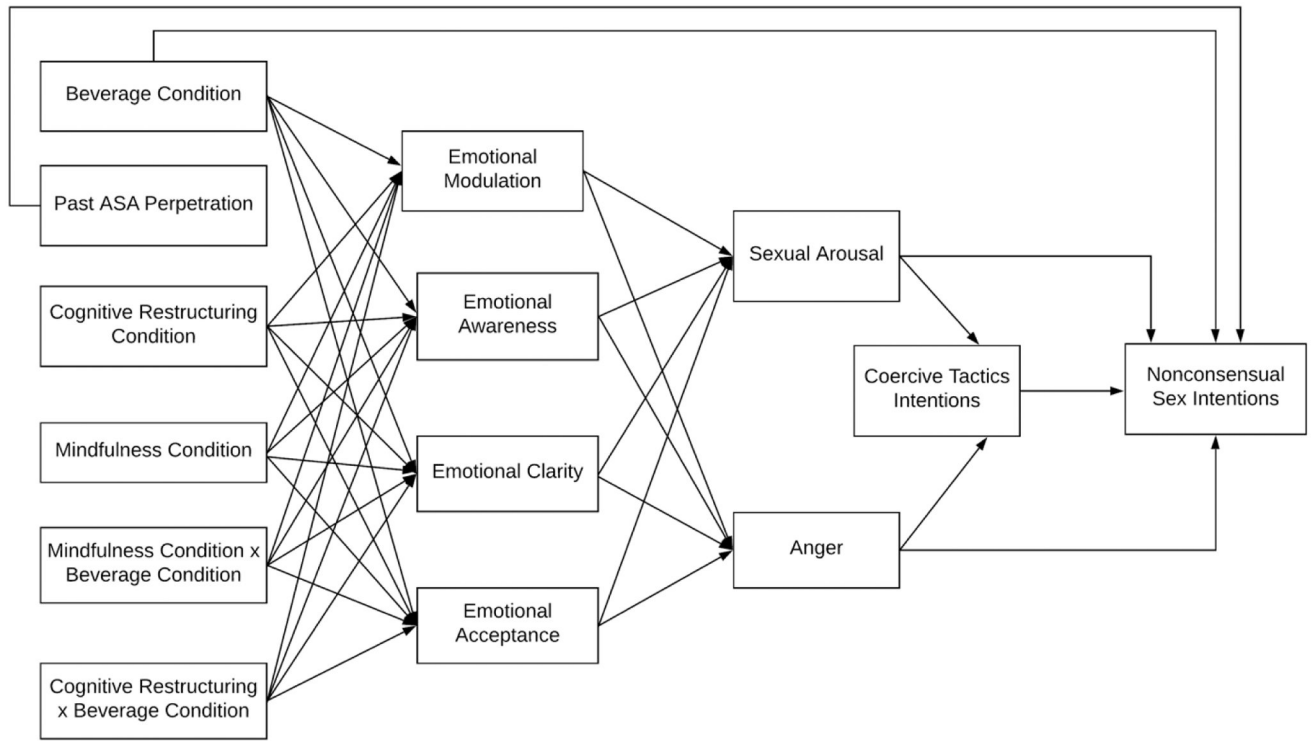 Beverage Condition
Past ASA Perpetration
Cognitive Restructuring
Condition
Mindfulness Condition
Mindfulness Condition x
Beverage Condition
Cognitive Restructuring
x Beverage Condition
Emotional
Modulation
Emotional
Awareness
Emotional Clarity
Emotional
Acceptance
Sexual Arousal
Anger
Coercive Tactics
Intentions
Nonconsensual
Sex Intentions